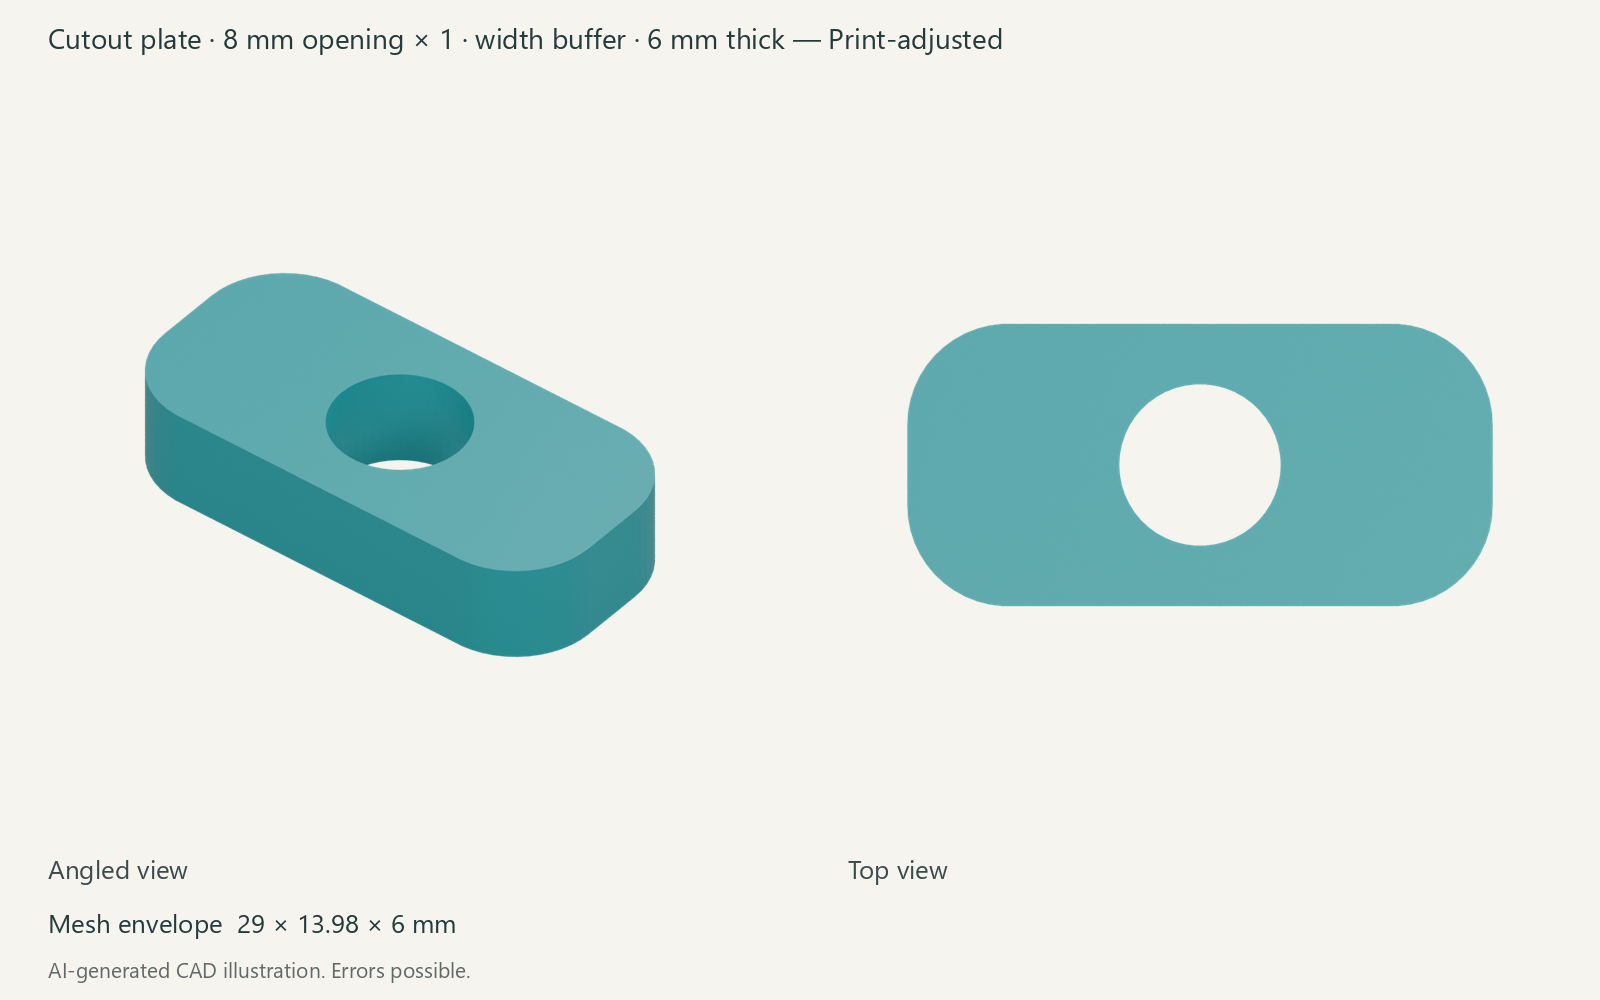 Cutout plate · 8 mm opening × 1 · width buffer · 6 mm thick — Print-adjusted
Angled view
Top view
Mesh envelope 29 × 13.98 × 6 mm
AI-generated CAD illustration. Errors possible.